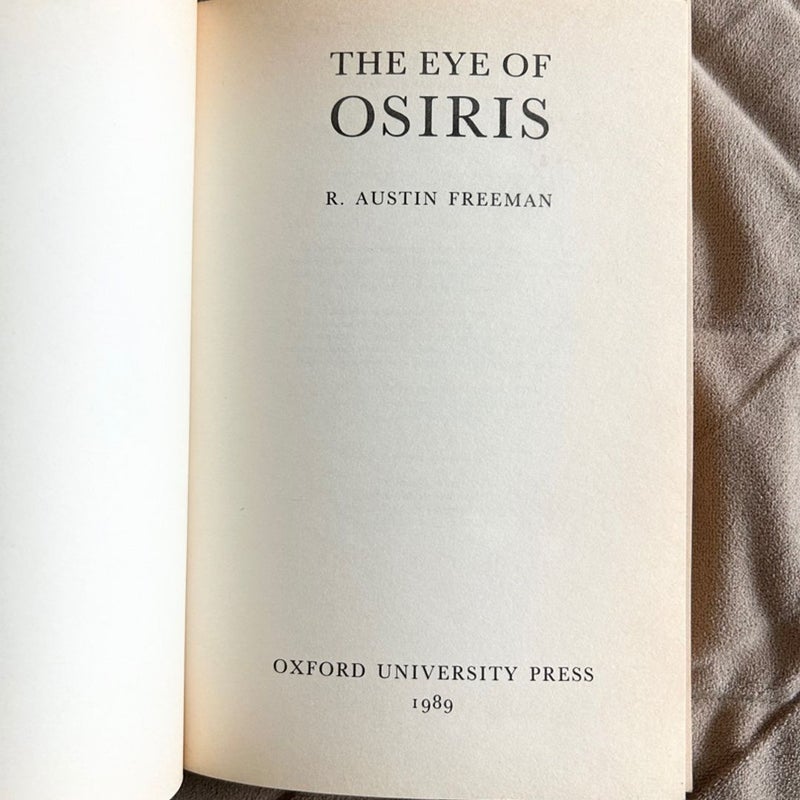 THE EYE OF
OSIRIS
R. AUSTIN FREEMAN
OXFORD UNIVERSITY PRESS
1989